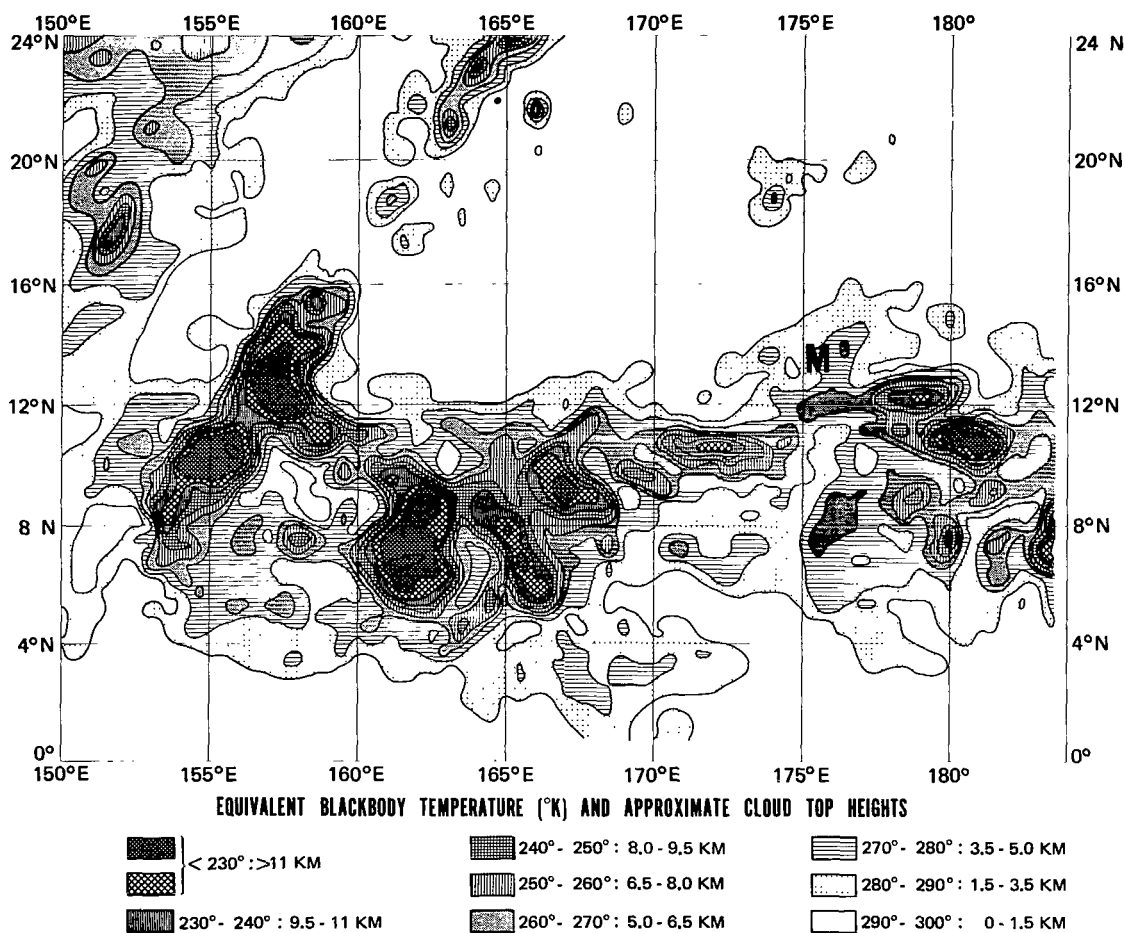 150°E 155°E 160°E 165°E 170°E 175°E 180°
24°N 24 N
20°N 20°N
16°N 16°N
M
12°N 12°N
8°N 8°N
4°N 4°N
0° 0°
150°E 155°E 160°E 165°E 170°E 175°E 180°
EQUIVALENT BLACKBODY TEMPERATURE (°K) AND APPROXIMATE CLOUD TOP HEIGHTS
< 230° : >11 KM
240° - 250° : 8.0 - 9.5 KM
270° - 280° : 3.5 - 5.0 KM
250° - 260° : 6.5 - 8.0 KM
280° - 290° : 1.5 - 3.5 KM
230° - 240° : 9.5 - 11 KM
260° - 270° : 5.0 - 6.5 KM
290° - 300° : 0 - 1.5 KM